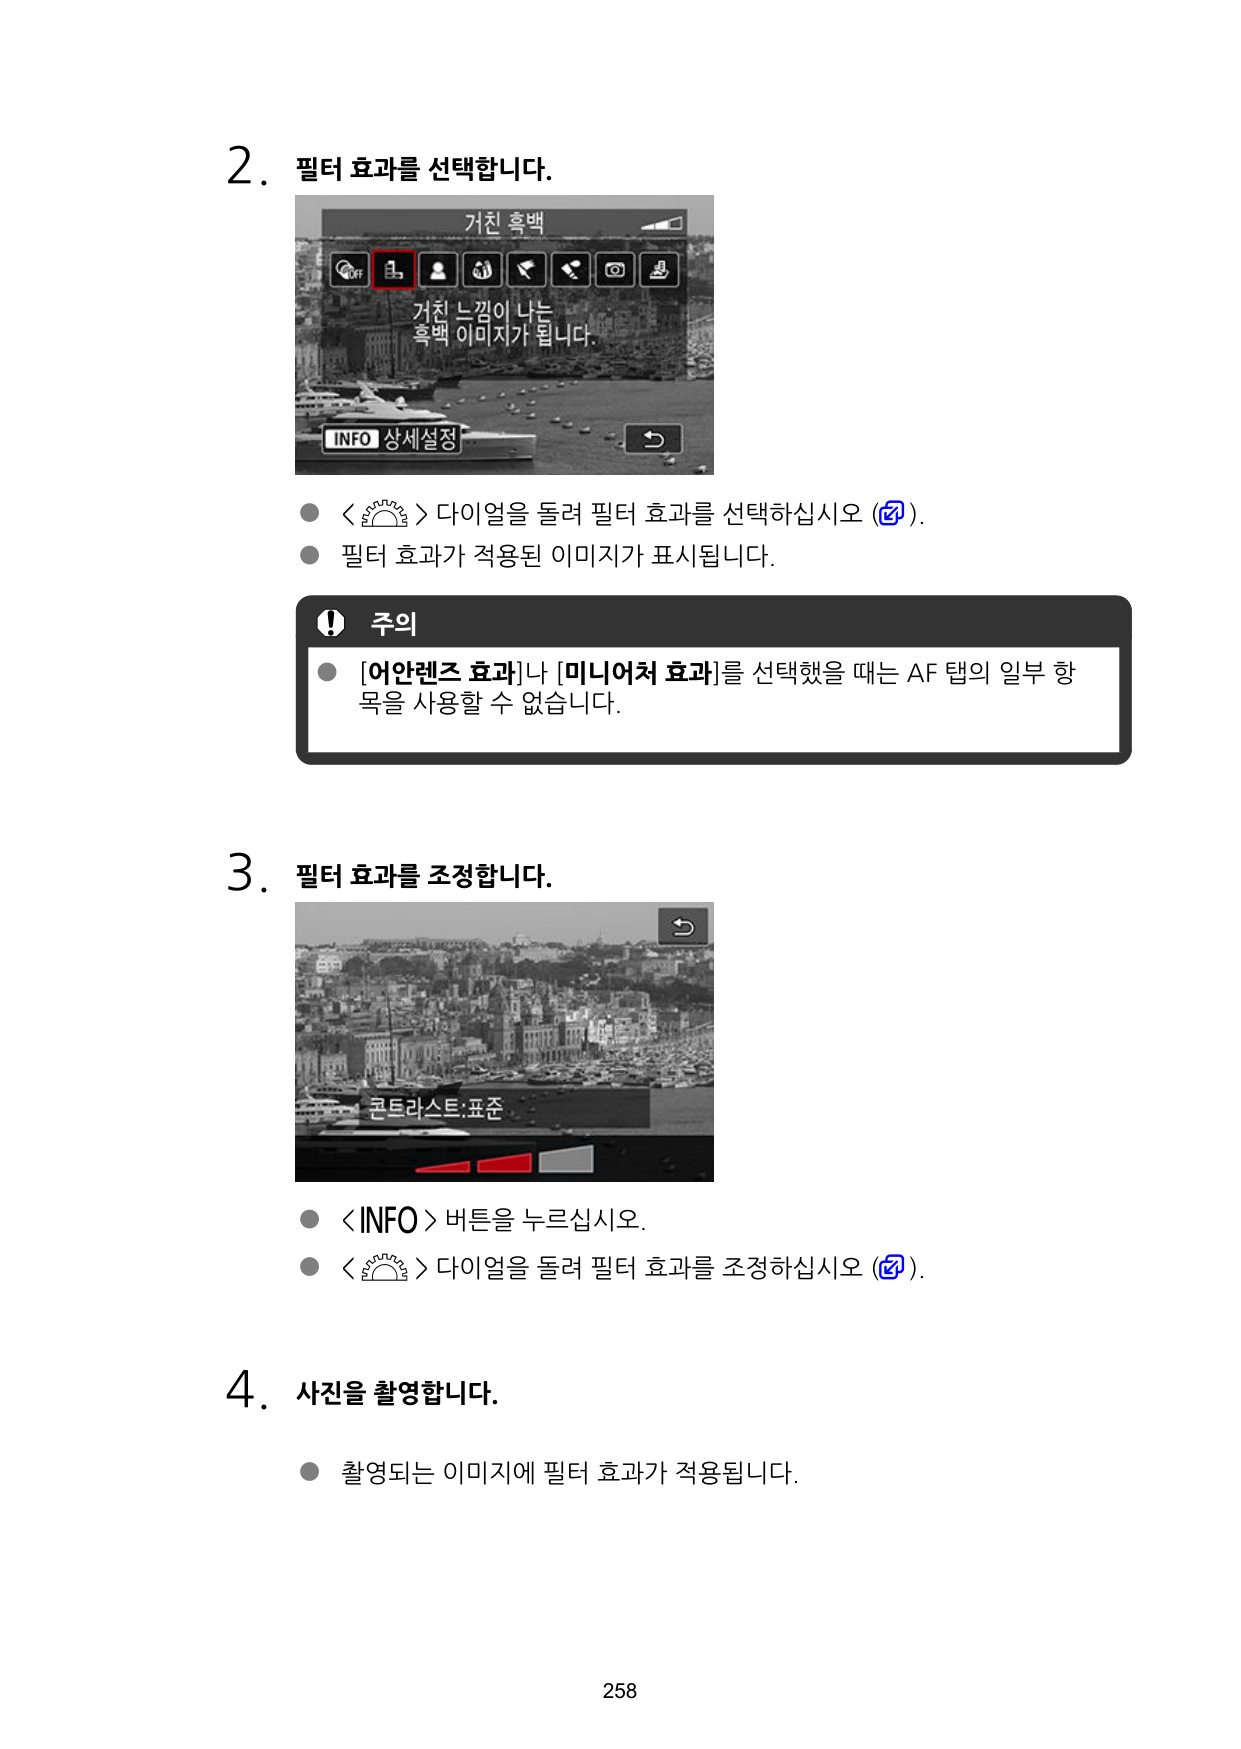 2. 필터 효과를 선택합니다.
거친 흑백
OFF
거친 느낌이 나는
흑백 이미지가 됩니다.
INFO 상세설정
● < > 다이얼을 돌려 필터 효과를 선택하십시오 ( ).
● 필터 효과가 적용된 이미지가 표시됩니다.
주의
● [어안렌즈 효과]나 [미니어처 효과]를 선택했을 때는 AF 탭의 일부 항
목을 사용할 수 없습니다.
3. 필터 효과를 조정합니다.
콘트라스트:표준
● <INFO> 버튼을 누르십시오.
● < > 다이얼을 돌려 필터 효과를 조정하십시오 ( ).
4. 사진을 촬영합니다.
● 촬영되는 이미지에 필터 효과가 적용됩니다.
258